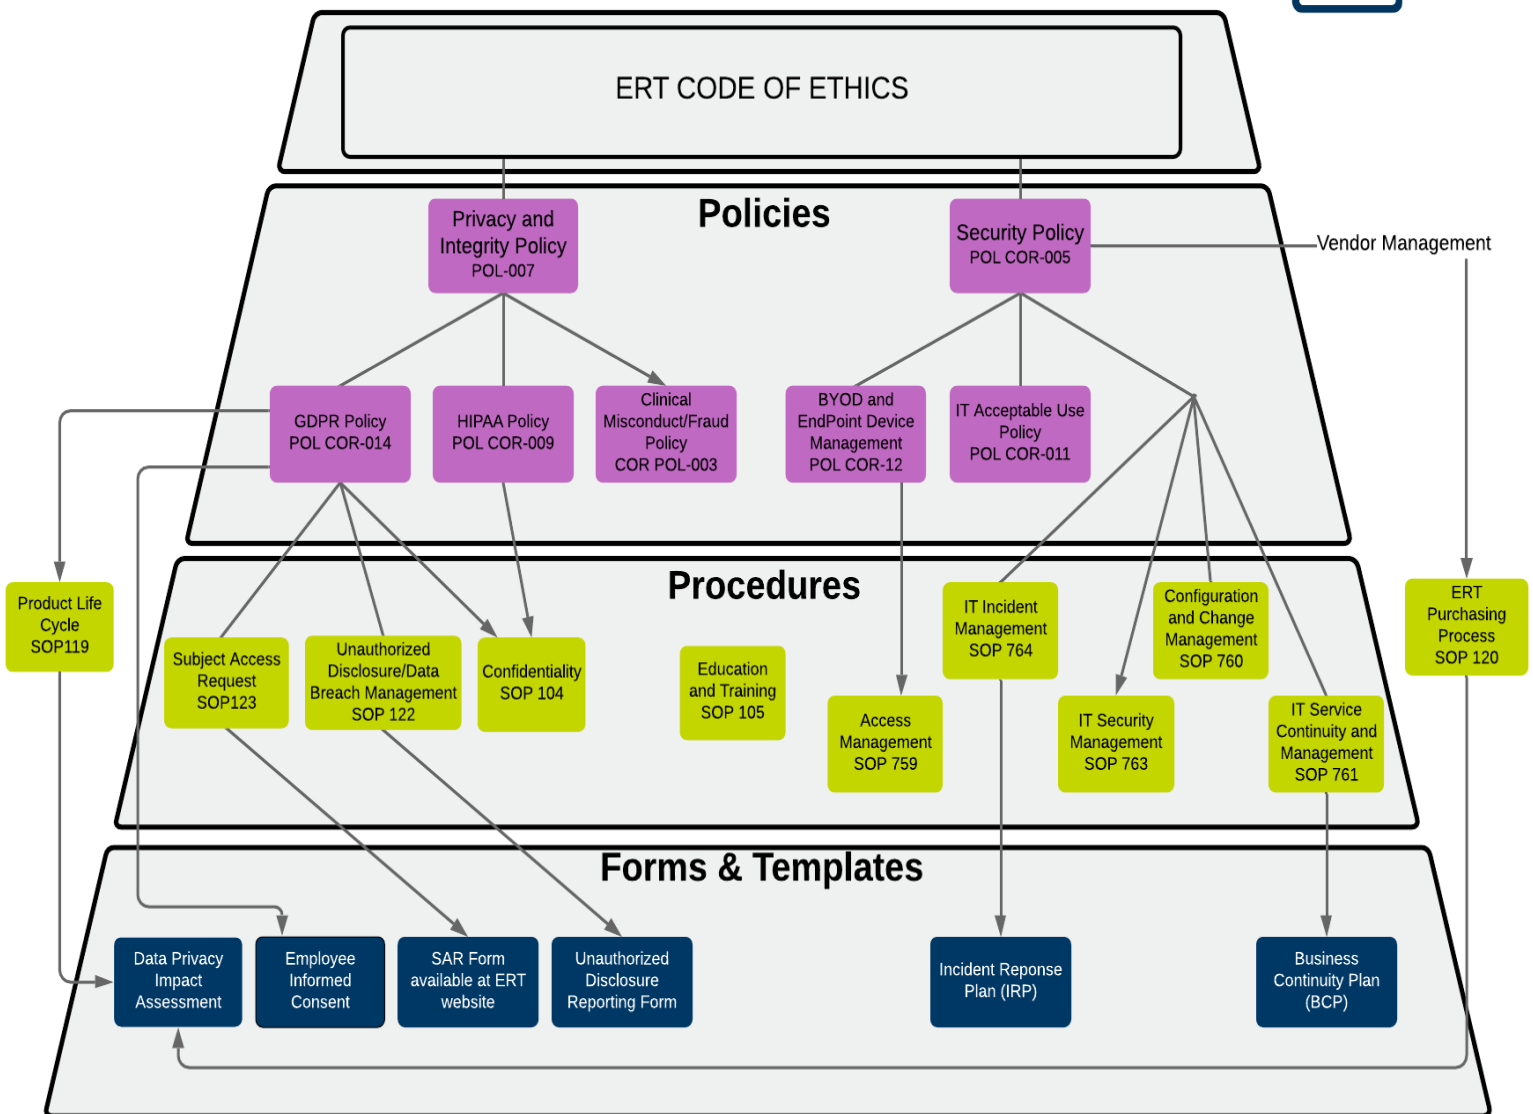 ERT CODE OF ETHICS
Policies
Privacy and
Integrity Policy
POL-007
Security Policy
POL COR-005
Vendor Management
GDPR Policy
POL COR-014
HIPAA Policy
POL COR-009
Clinical
Misconduct/Fraud
Policy
COR POL-003
BYOD and
EndPoint Device
Management
POL COR-12
IT Acceptable Use
Policy
POL COR-011
Procedures
Product Life
Cycle
SOP119
Subject Access
Request
SOP123
Unauthorized
Disclosure/Data
Breach Management
SOP 122
Confidentiality
SOP 104
Education
and Training
SOP 105
Access
Management
SOP 759
IT Incident
Management
SOP 764
IT Security
Management
SOP 763
Configuration
and Change
Management
SOP 760
IT Service
Continuity and
Management
SOP 761
ERT
Purchasing
Process
SOP 120
Forms & Templates
Data Privacy
Impact
Assessment
Employee
Informed
Consent
SAR Form
available at ERT
website
Unauthorized
Disclosure
Reporting Form
Incident Reponse
Plan (IRP)
Business
Continuity Plan
(BCP)